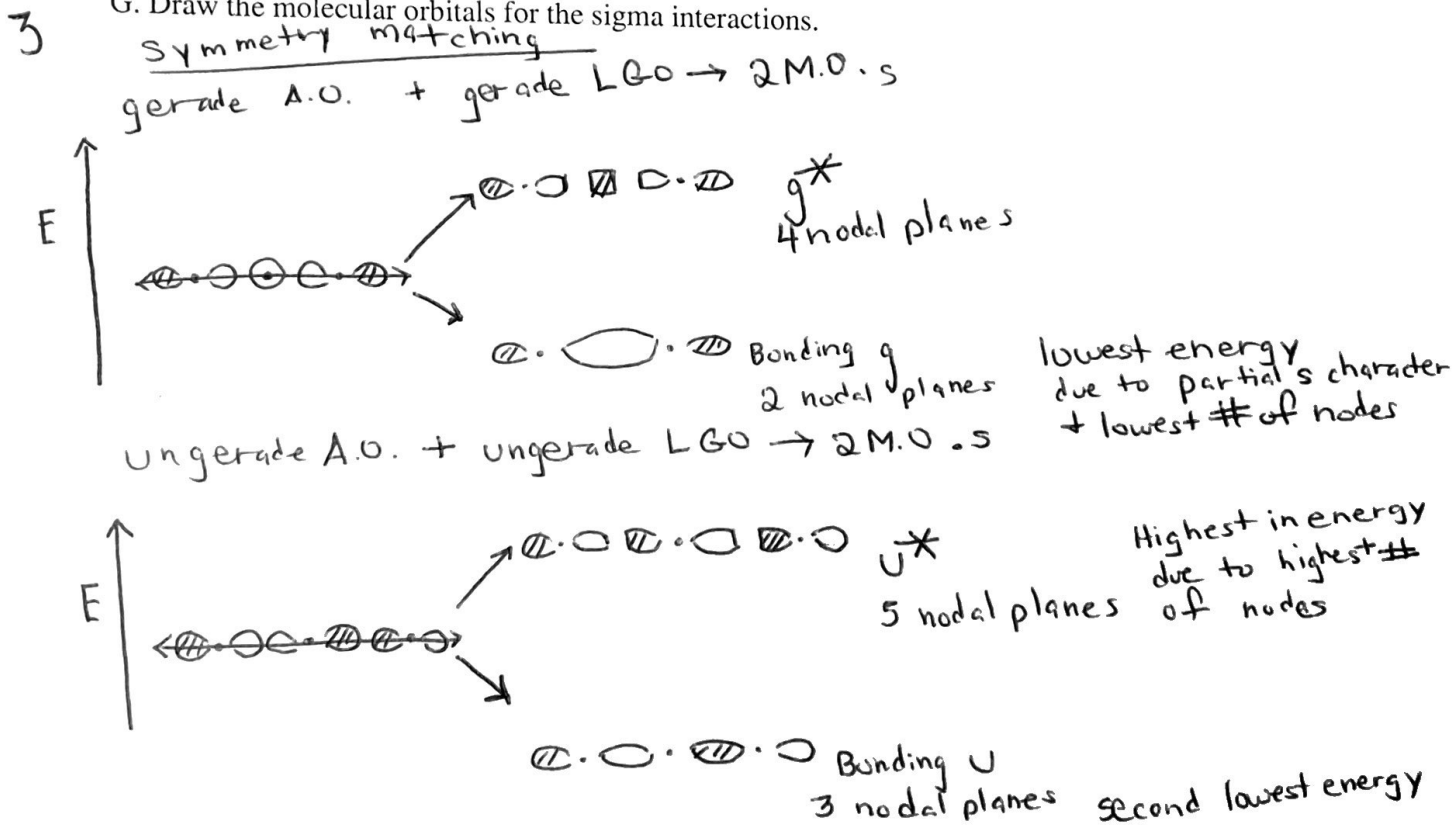 3
G. Draw the molecular orbitals for the sigma interactions.
symmetry matching
gerade A.O. + gerade LGO → 2M.O.s
E
g*
4 nodal planes
Bonding g
2 nodal planes
lowest energy
due to partial s character
+ lowest # of nodes
ungerade A.O. + ungerade LGO → 2M.O.s
E
u*
5 nodal planes
Highest in energy
due to highest #
of nodes
Bonding u
3 nodal planes second lowest energy